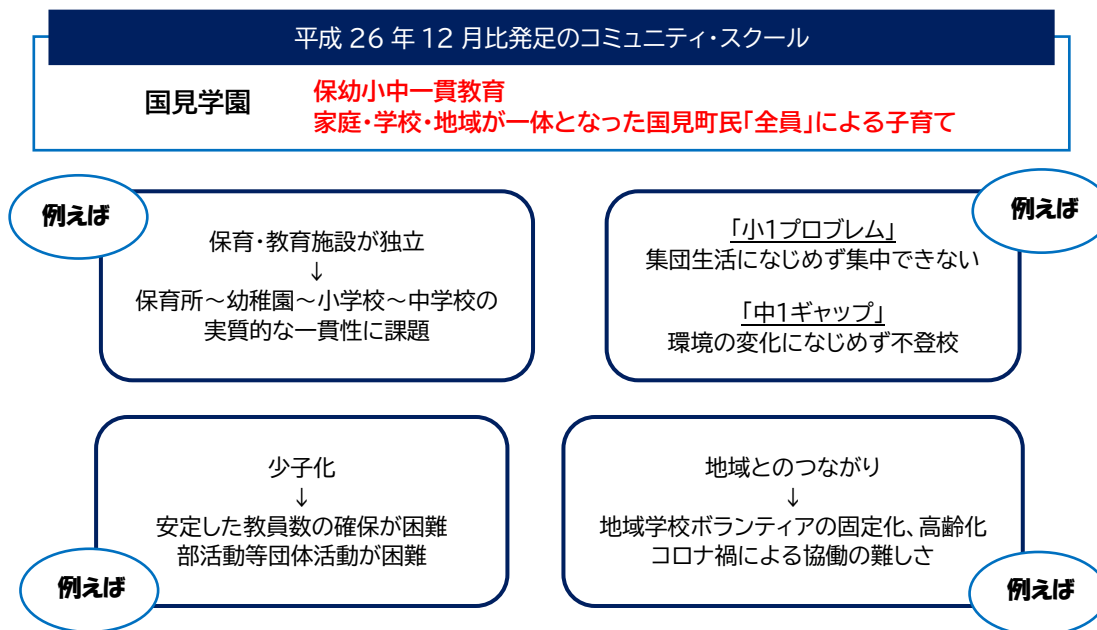 平成 26 年 12 月比発足のコミュニティ・スクール
国見学園
保幼小中一貫教育
家庭・学校・地域が一体となった国見町民「全員」による子育て
例えば
保育・教育施設が独立
↓
保育所～幼稚園～小学校～中学校の
実質的な一貫性に課題
例えば
「小1プロブレム」
集団生活になじめず集中できない
「中1ギャップ」
環境の変化になじめず不登校
少子化
↓
安定した教員数の確保が困難
部活動等団体活動が困難
例えば
地域とのつながり
↓
地域学校ボランティアの固定化、高齢化
コロナ禍による協働の難しさ
例えば